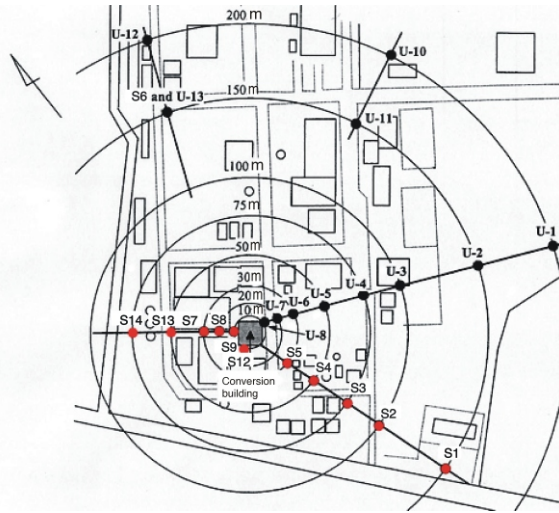 200 m
U-12
U-10
150 m
S6 and U-13
U-11
100 m
75 m
U-1
50 m
U-2
30 m
U-3
20 m
U-4
10 m
U-5
U-6
U-7
U-8
S14 S13 S7 S8
S9
S12
S5
S4
Conversion
building
S3
S2
S1